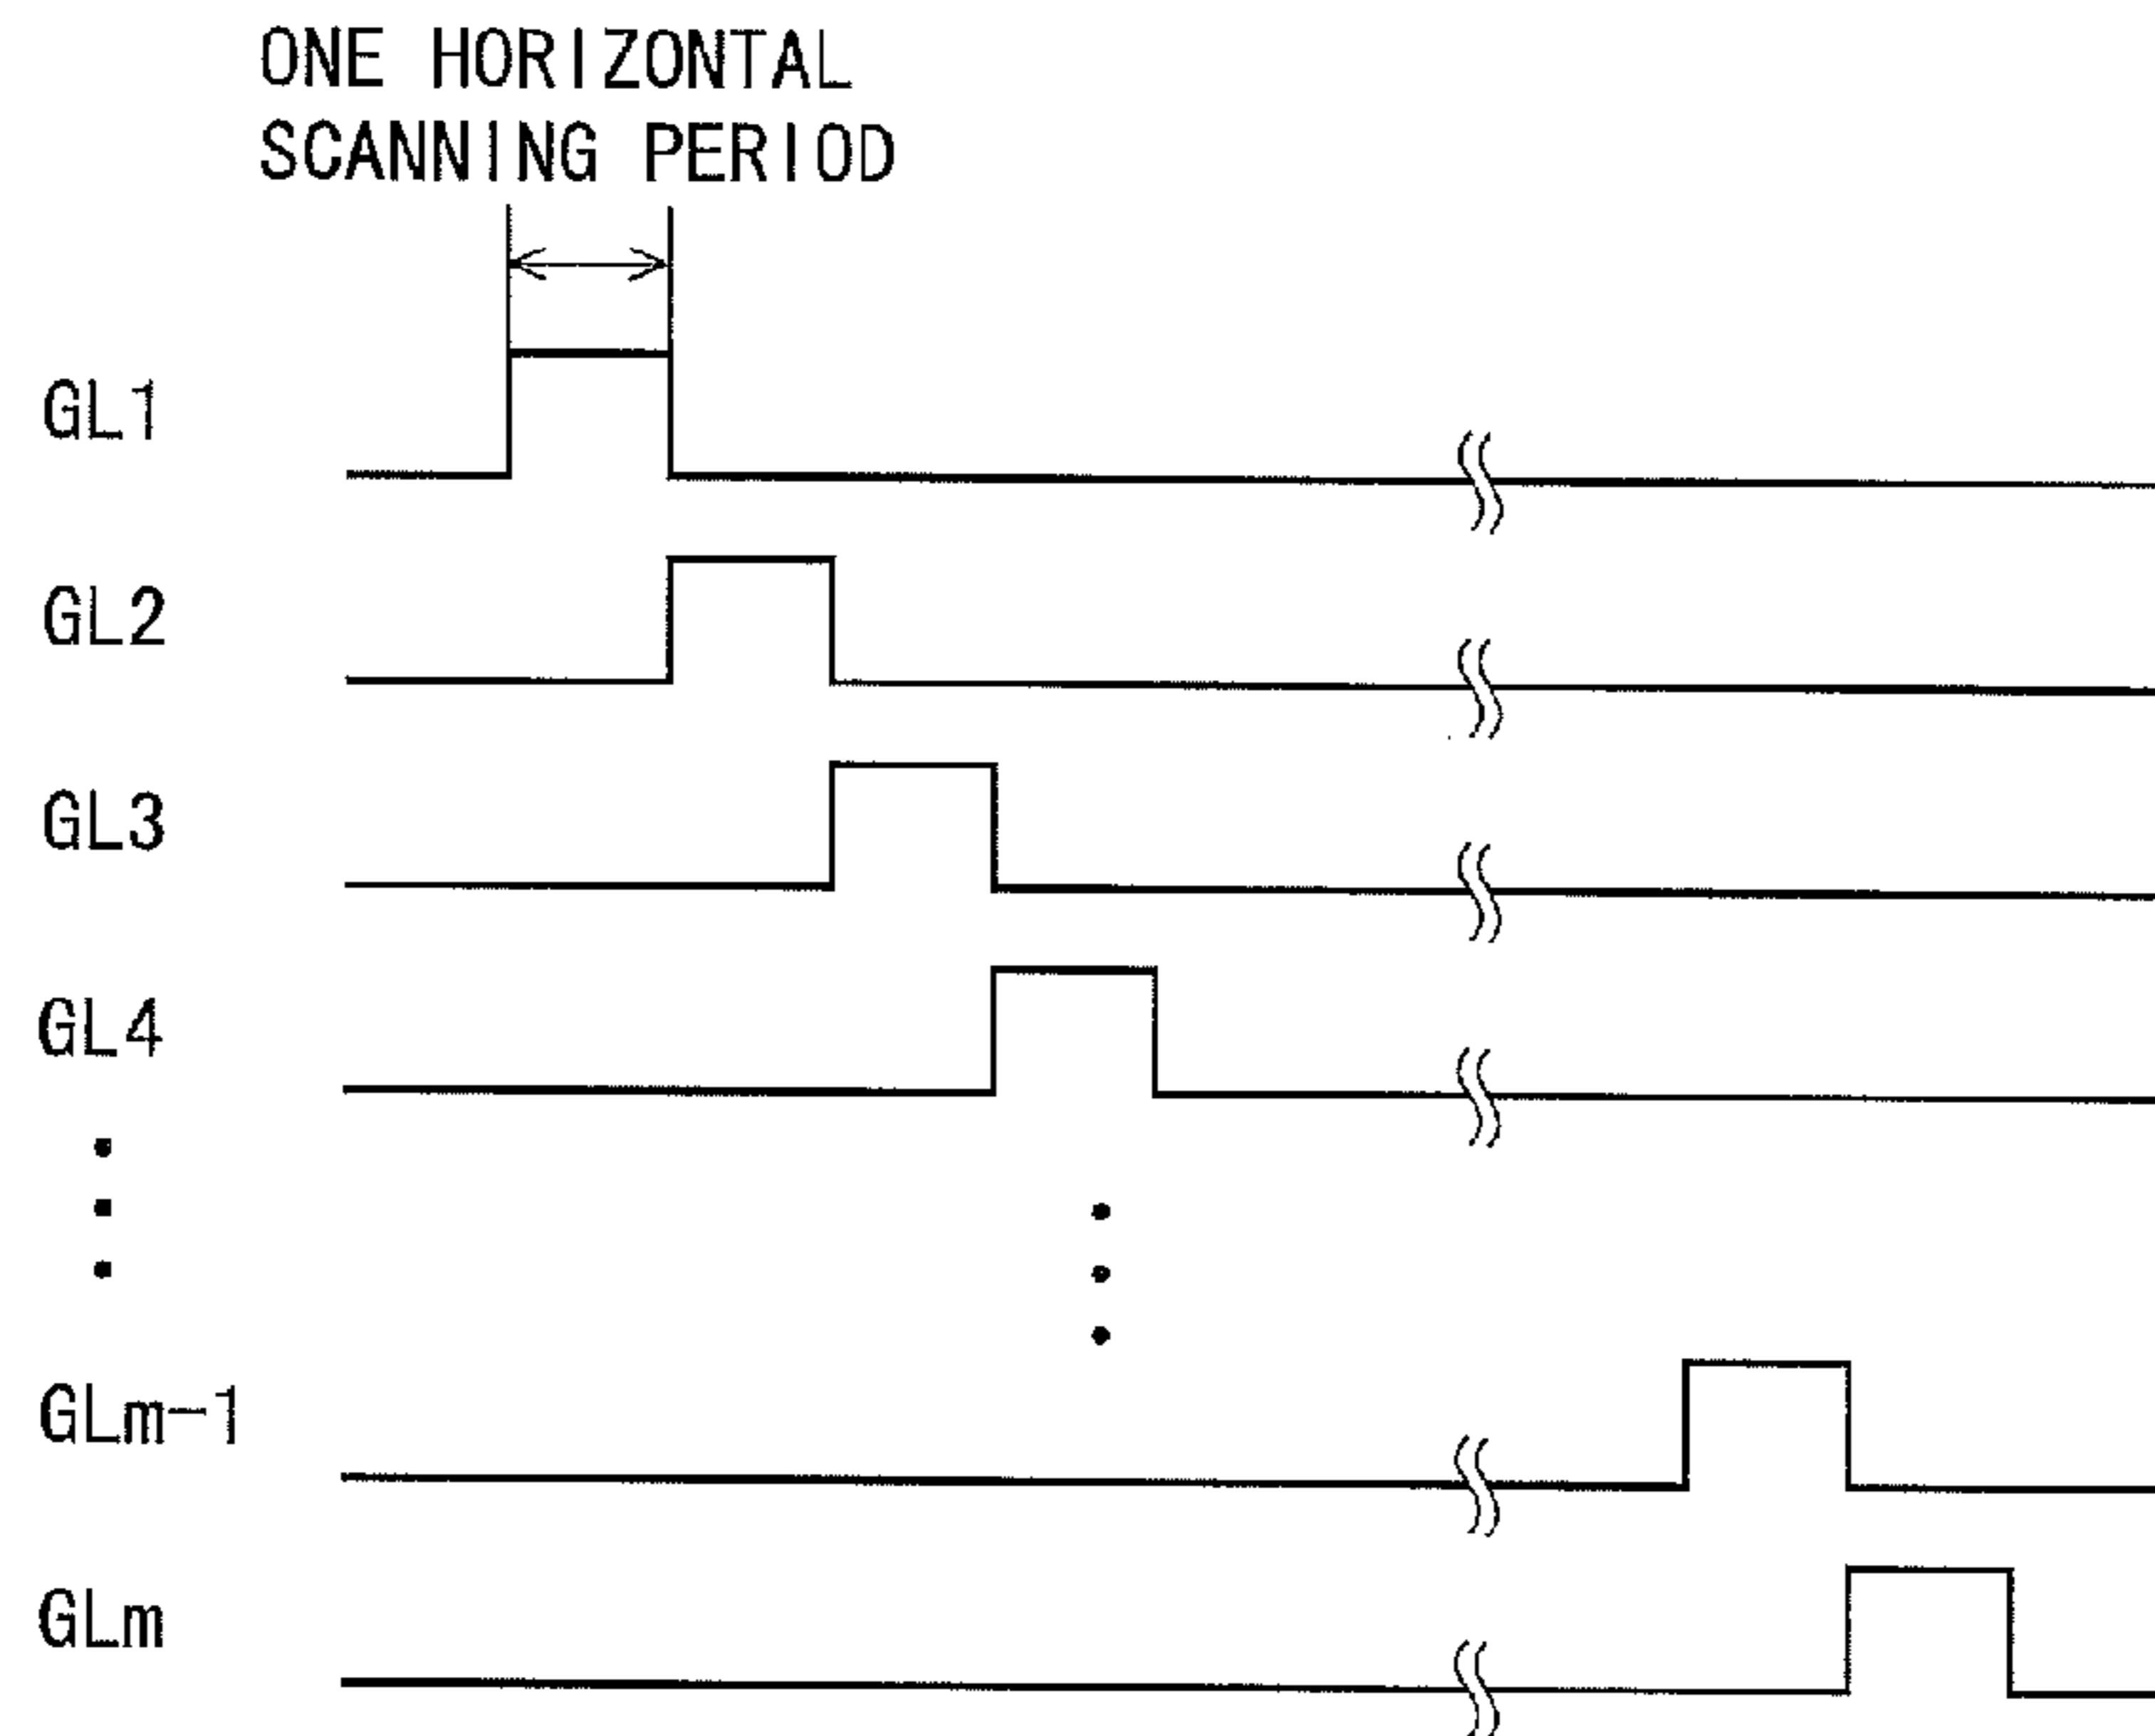 ONE HORIZONTAL
SCANNING PERIOD
GL1
GL2
GL3
GL4
GLm-1
GLm